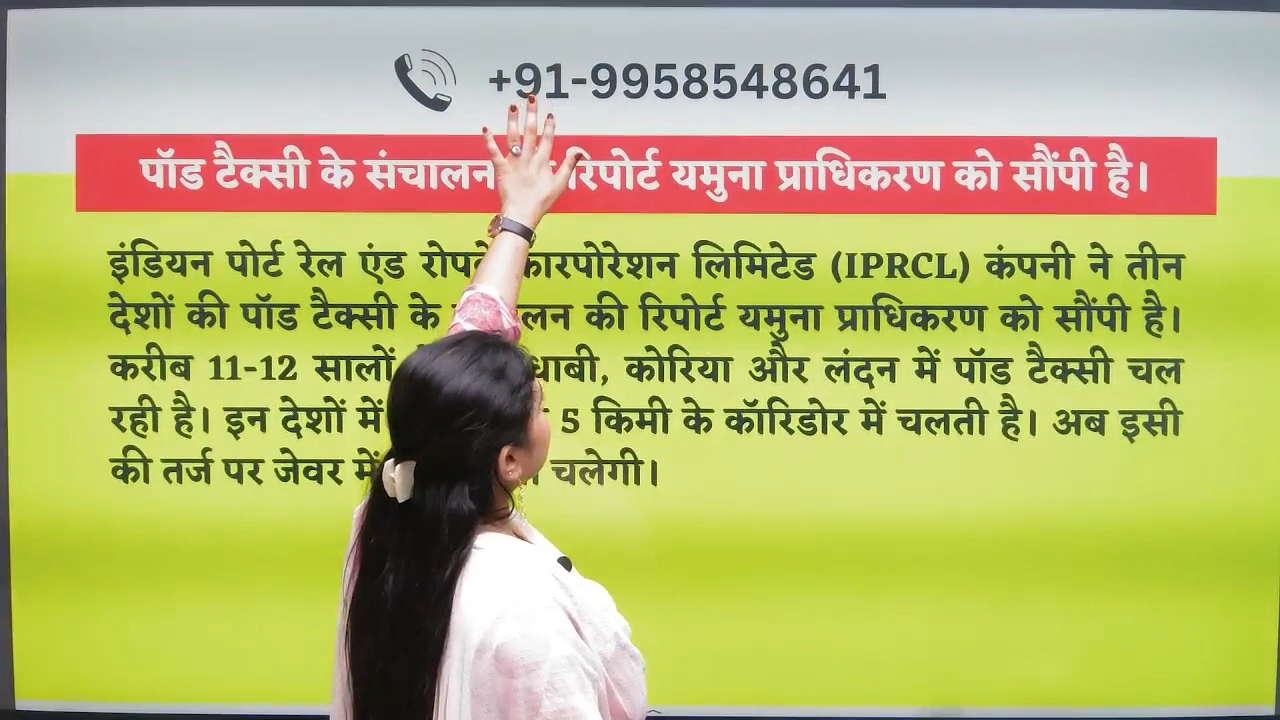 +91-9958548641
पॉड टैक्सी के संचालन रिपोर्ट यमुना प्राधिकरण को सौंपी है।
इंडियन पोर्ट रेल एंड कारपोरेशन लिमिटेड (IPRCL) कंपनी ने तीन
देशों की पॉड टैक्सी के की रिपोर्ट यमुना प्राधिकरण को सौंपी है।
करीब 11-12 सालों कोरिया और लंदन में पॉड टैक्सी चल
रही है। इन देशों में 5 किमी के कॉरिडोर में चलती है। अब इसी
की तर्ज पर जेवर में चलेगी।